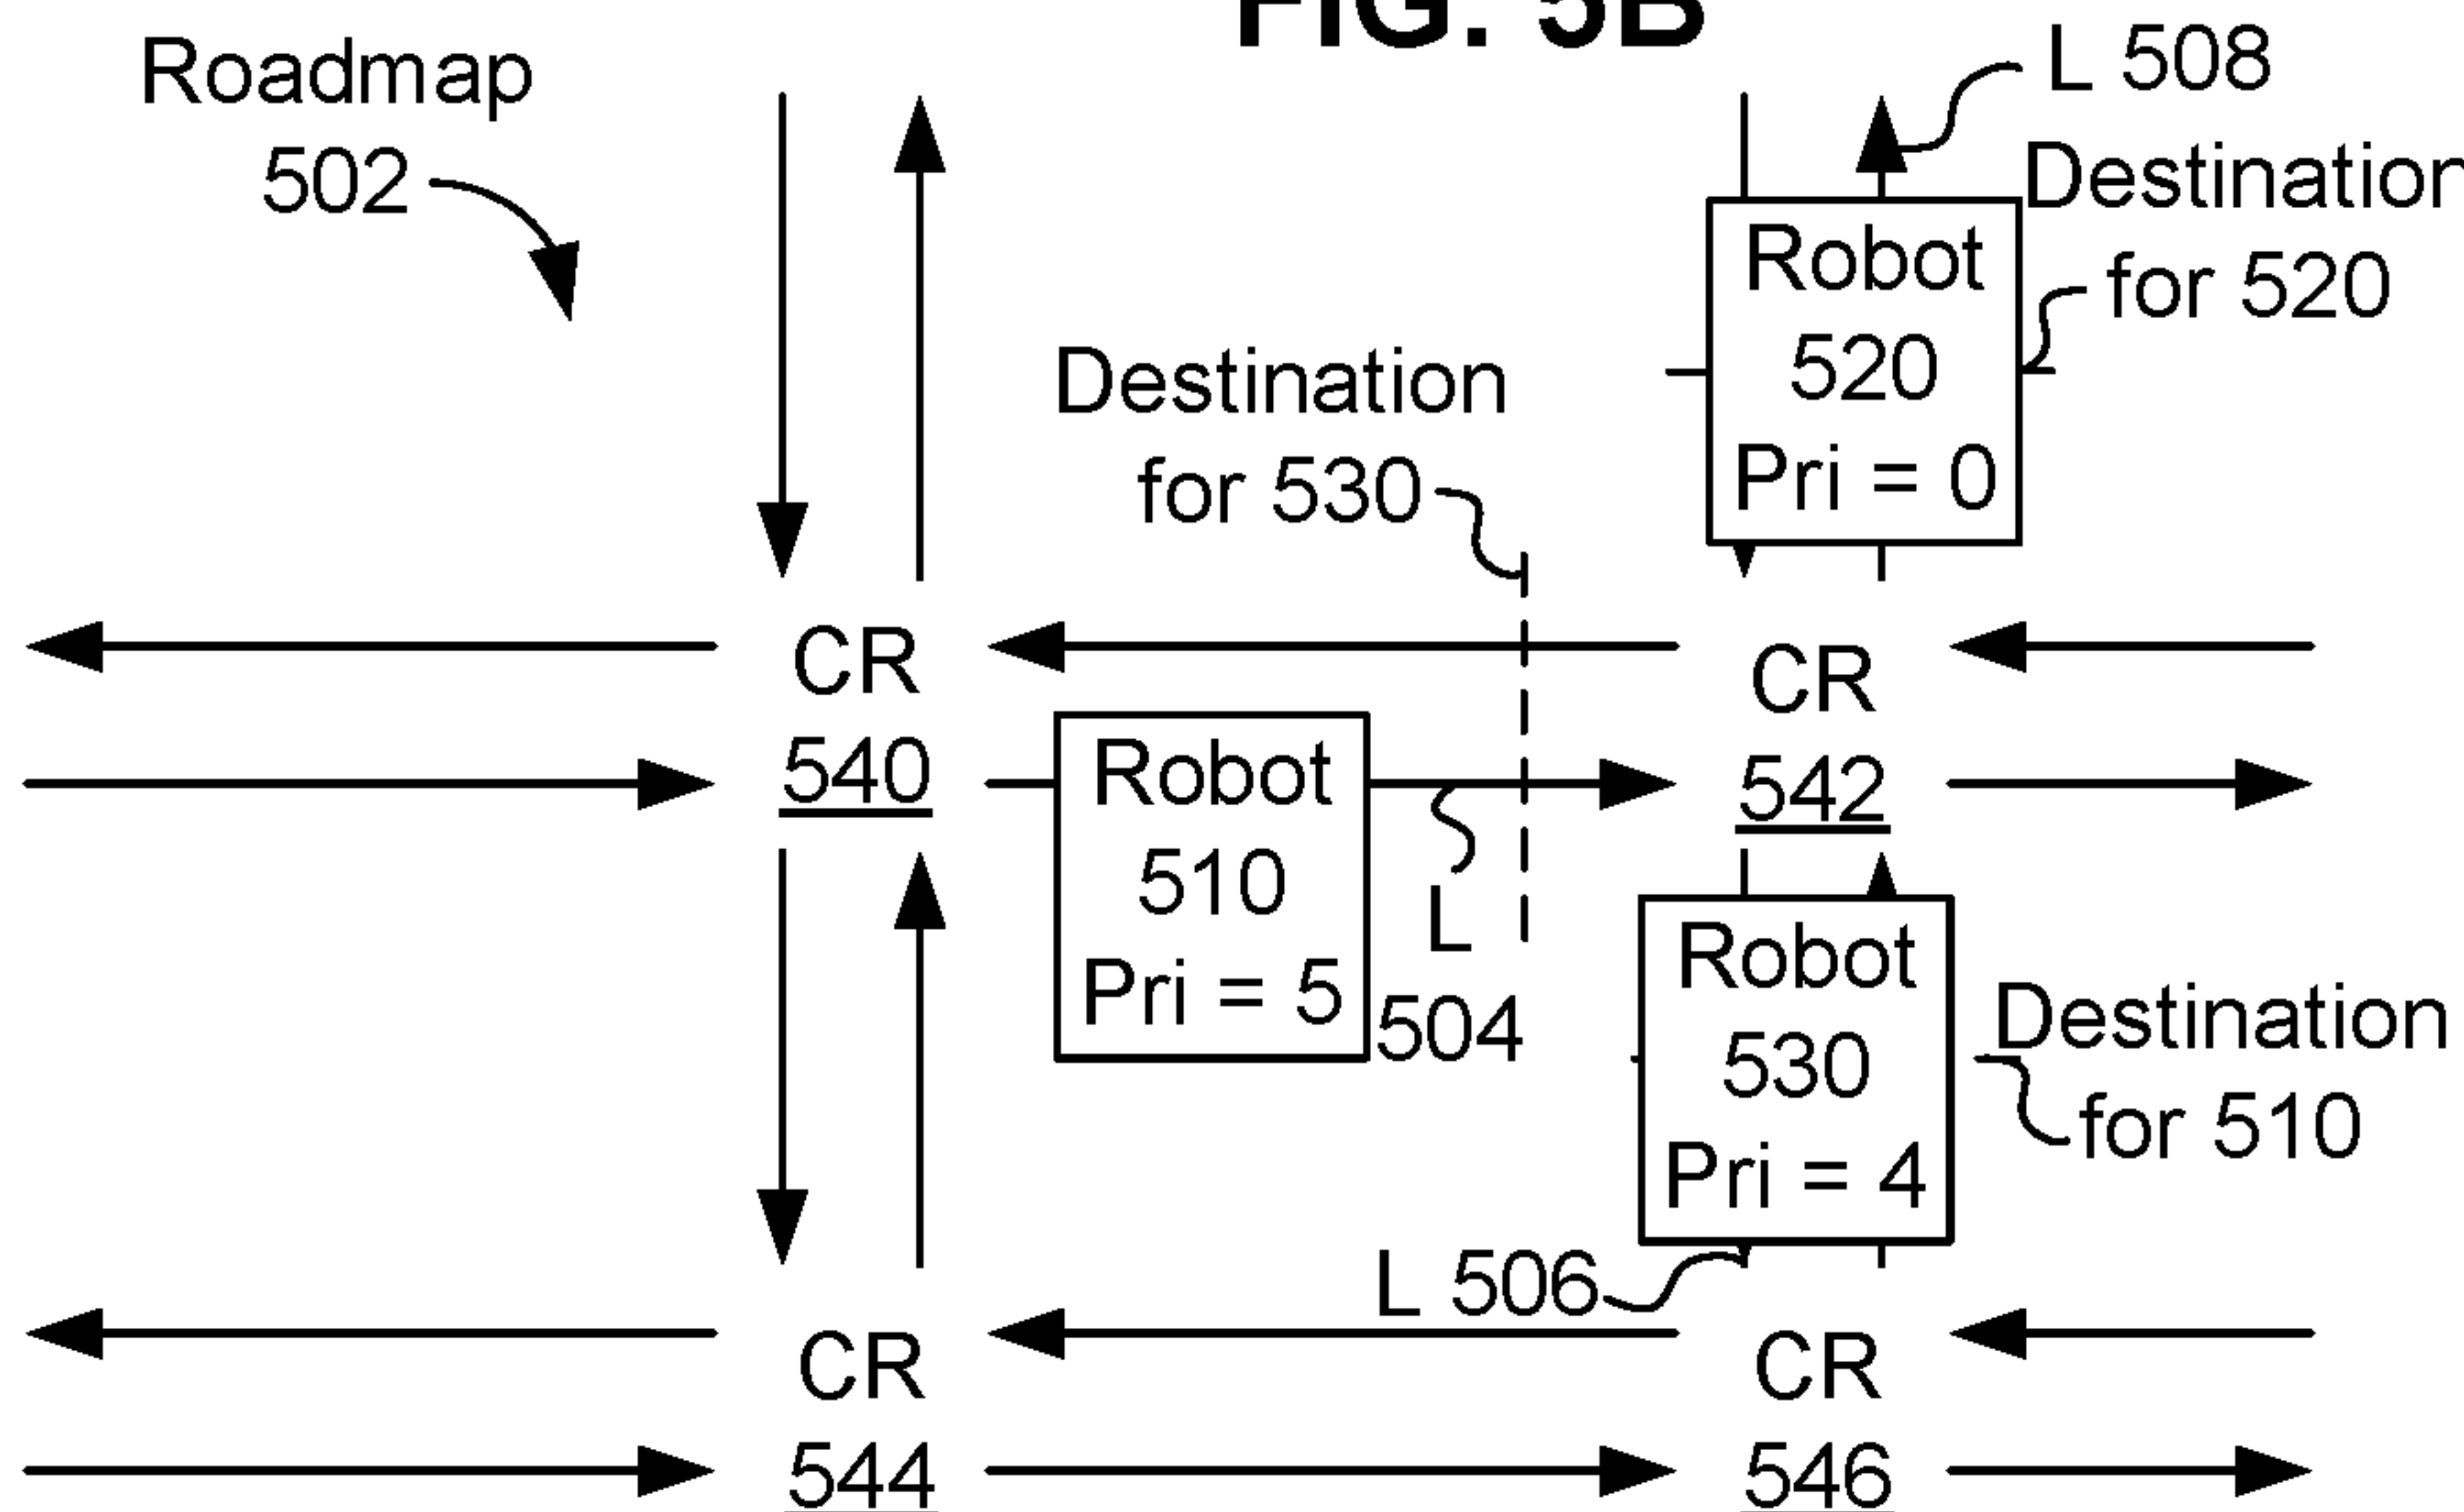 FIG. 5B
Roadmap
502
L 508
Destination
for 520
Robot
520
Pri = 0
Destination
for 530
CR
540
CR
542
Robot
510
Pri = 5
L
504
Robot
530
Pri = 4
Destination
for 510
L 506
CR
544
CR
546